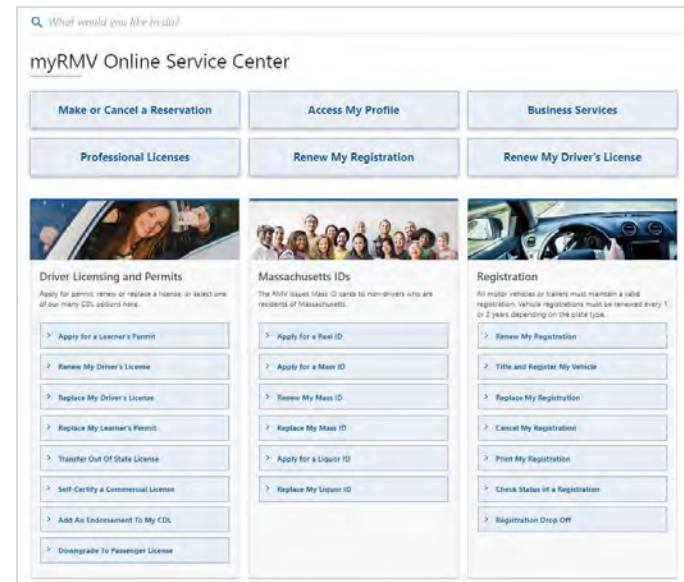 What would you like to do?
myRMV Online Service Center
Make or Cancel a Reservation
Access My Profile
Business Services
Professional Licenses
Renew My Registration
Renew My Driver's License
Driver Licensing and Permits
Apply for permit, renew or replace a license, or select one
of our many CDL options here.
> Apply for a Learner's Permit
> Renew My Driver's License
> Replace My Driver's License
> Replace My Learner's Permit
> Transfer Out Of State License
> Self-Certify a Commercial License
> Add An Endorsement To My CDL
> Downgrade To Passenger License
Massachusetts IDs
The RMV issues Mass ID cards to non-drivers who are
residents of Massachusetts.
> Apply for a Real ID
> Apply for a Mass ID
> Renew My Mass ID
> Replace My Mass ID
> Apply for a Liquor ID
> Replace My Liquor ID
Registration
All motor vehicles or trailers must maintain a valid
registration. Vehicle registrations must be renewed every 1
or 2 years depending on the plate type.
> Renew My Registration
> Title and Register My Vehicle
> Replace My Registration
> Cancel My Registration
> Print My Registration
> Check Status of a Registration
> Registration Drop Off